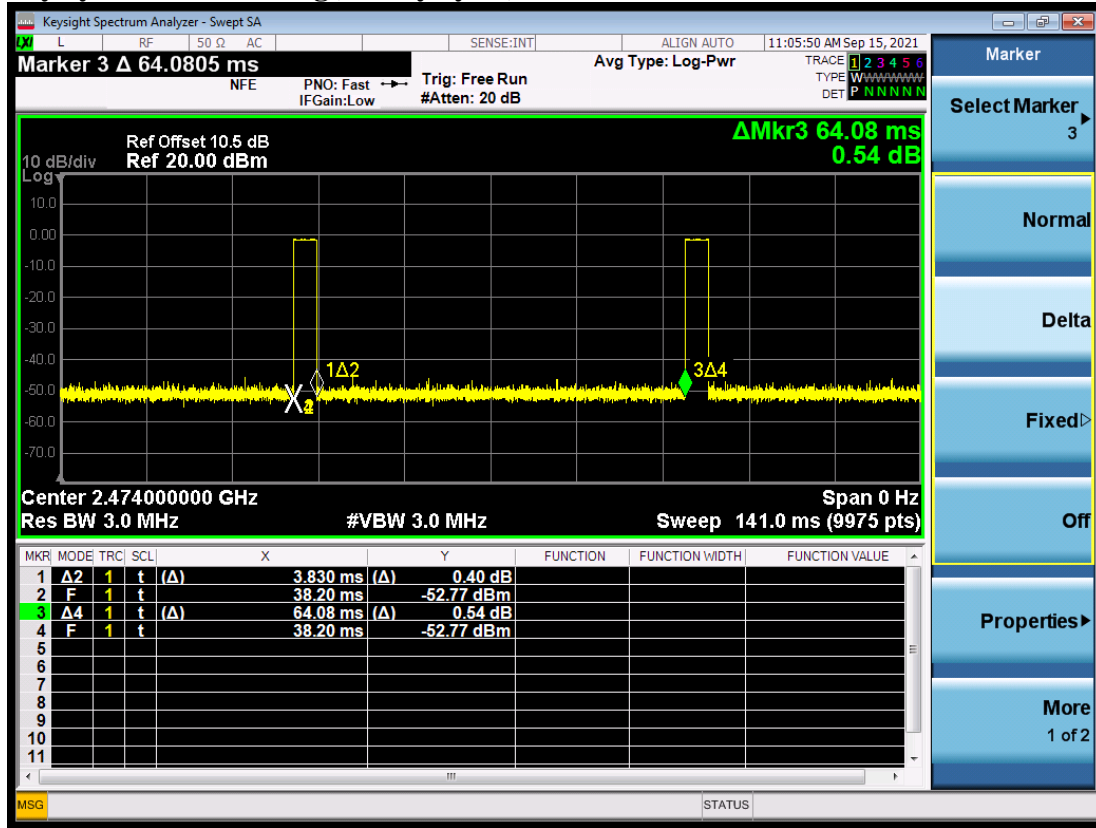 Keysight Spectrum Analyzer - Swept SA
LXI L RF 50 Ω AC SENSE:INT ALIGN AUTO 11:05:50 AM Sep 15, 2021
Marker 3 Δ 64.0805 ms
NFE
PNO: Fast
IFGain:Low
Trig: Free Run
#Atten: 20 dB
Avg Type: Log-Pwr
TRACE 1 2 3 4 5 6
TYPE WWWWWW
DET P N N N N N
ΔMkr3 64.08 ms
0.54 dB
Ref Offset 10.5 dB
10 dB/div Ref 20.00 dBm
Log
10.0
0.00
-10.0
-20.0
-30.0
-40.0
-50.0
-60.0
-70.0
1Δ2
3Δ4
Center 2.474000000 GHz Span 0 Hz
Res BW 3.0 MHz #VBW 3.0 MHz Sweep 141.0 ms (9975 pts)
MKR MODE TRC SCL X Y FUNCTION FUNCTION WIDTH FUNCTION VALUE
1 Δ2 1 t (Δ) 3.830 ms (Δ) 0.40 dB
2 F 1 t 38.20 ms -52.77 dBm
3 Δ4 1 t (Δ) 64.08 ms (Δ) 0.54 dB
4 F 1 t 38.20 ms -52.77 dBm
5
6
7
8
9
10
11
MSG STATUS
Marker
Select Marker
3
Normal
Delta
Fixed
Off
Properties
More
1 of 2